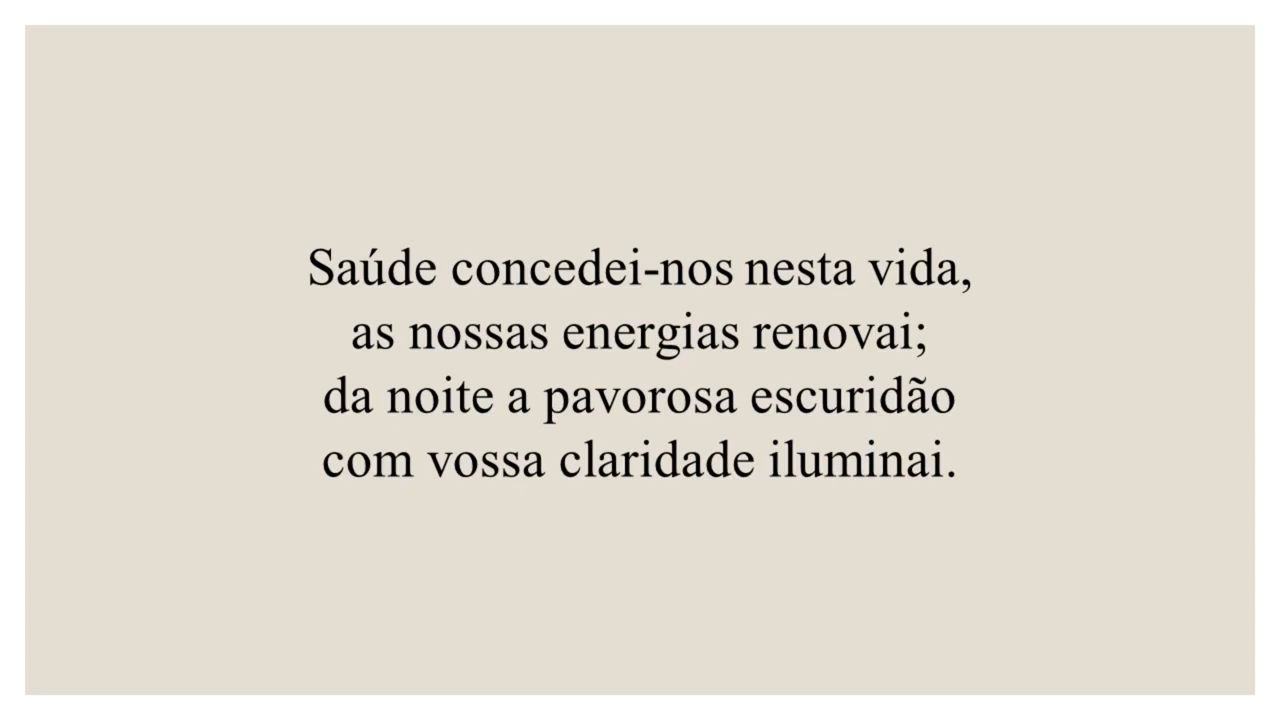 Saúde concedei-nos nesta vida,
as nossas energias renovai;
da noite a pavorosa escuridão
com vossa claridade iluminai.